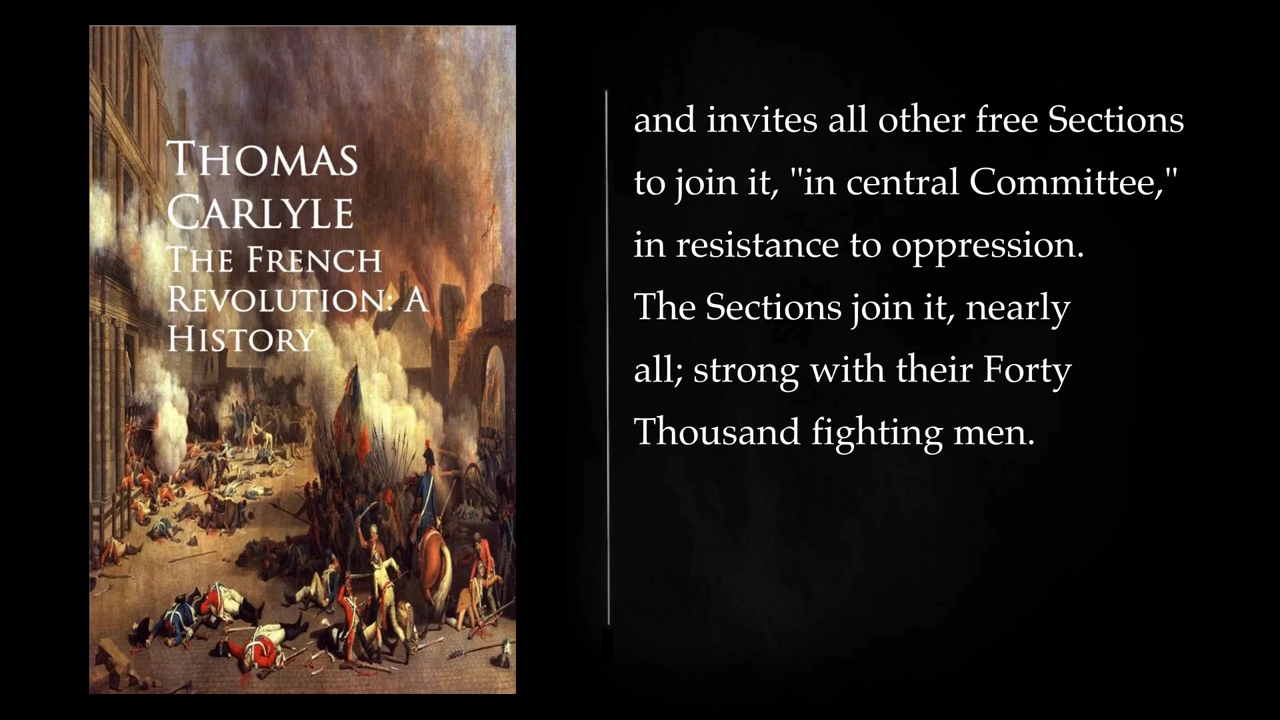 THOMAS
CARLYLE
THE FRENCH
REVOLUTION: A
HISTORY
and invites all other free Sections
to join it, "in central Committee,"
in resistance to oppression.
The Sections join it, nearly
all; strong with their Forty
Thousand fighting men.